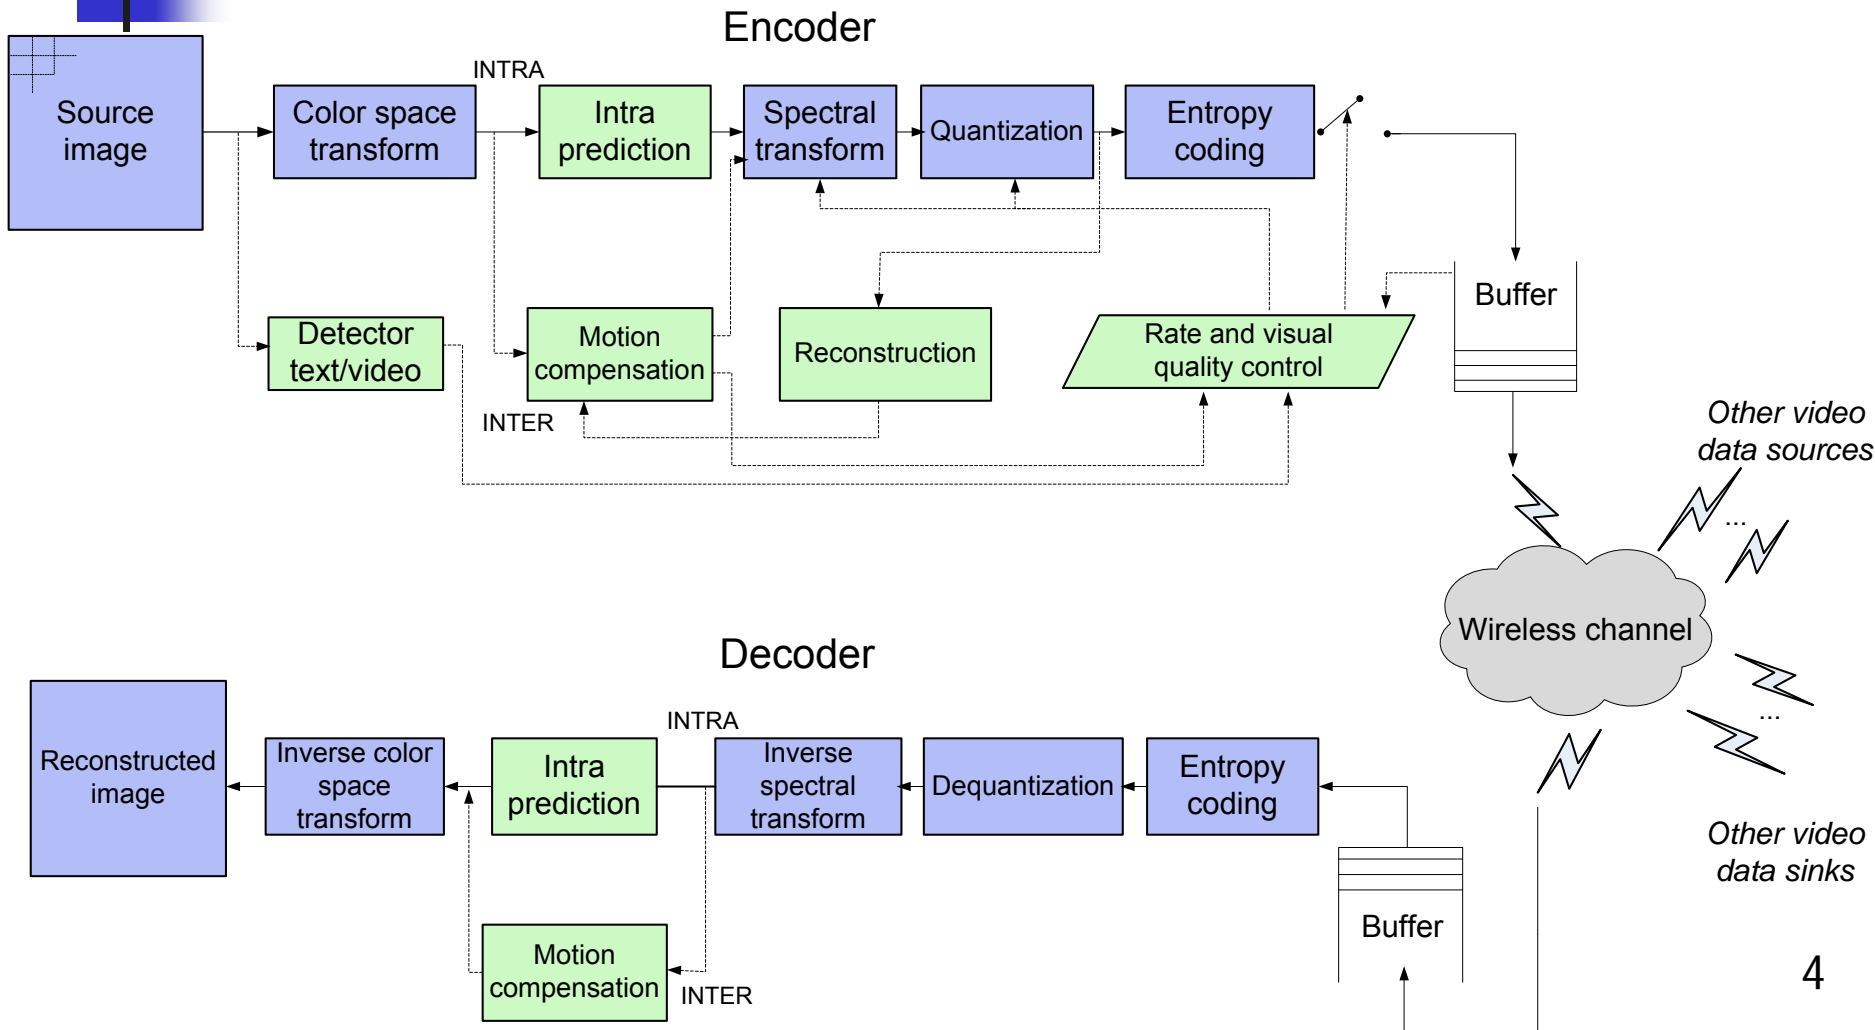 Encoder
INTRA
Source
image
Color space
transform
Intra
prediction
Spectral
transform
Quantization
Entropy
coding
Detector
text/video
Motion
compensation
INTER
Reconstruction
Rate and visual
quality control
Buffer
Other video
data sources
...
Wireless channel
...
Other video
data sinks
Decoder
INTRA
Reconstructed
image
Inverse color
space
transform
Intra
prediction
Inverse
spectral
transform
Dequantization
Entropy
coding
Motion
compensation
INTER
Buffer
4